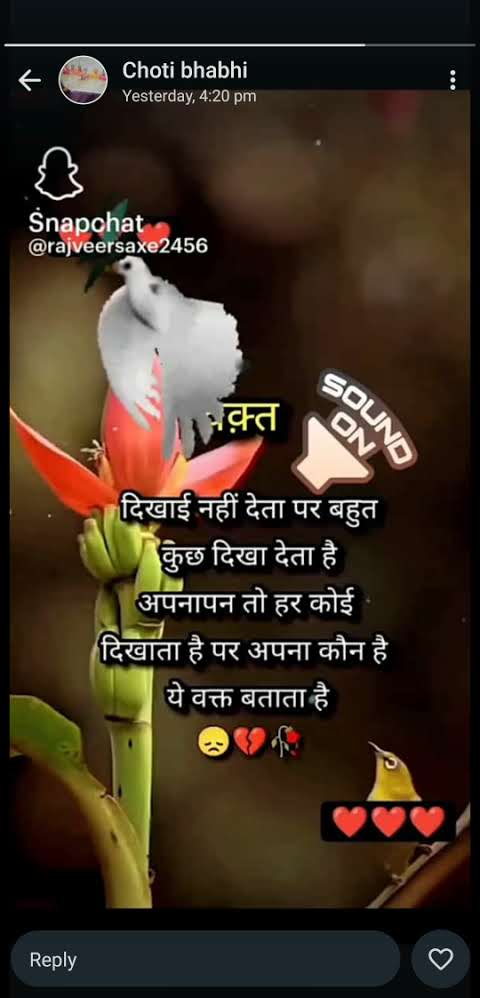 Choti bhabhi
Yesterday, 4:20 pm
Snapchat
@rajveersaxe2456
SOUND
ON
दिखाई नहीं देता पर बहुत
कुछ दिखा देता है
अपनापन तो हर कोई
दिखाता है पर अपना कौन है
ये वक्त बताता है
😞💔🥀
❤️❤️❤️
Reply